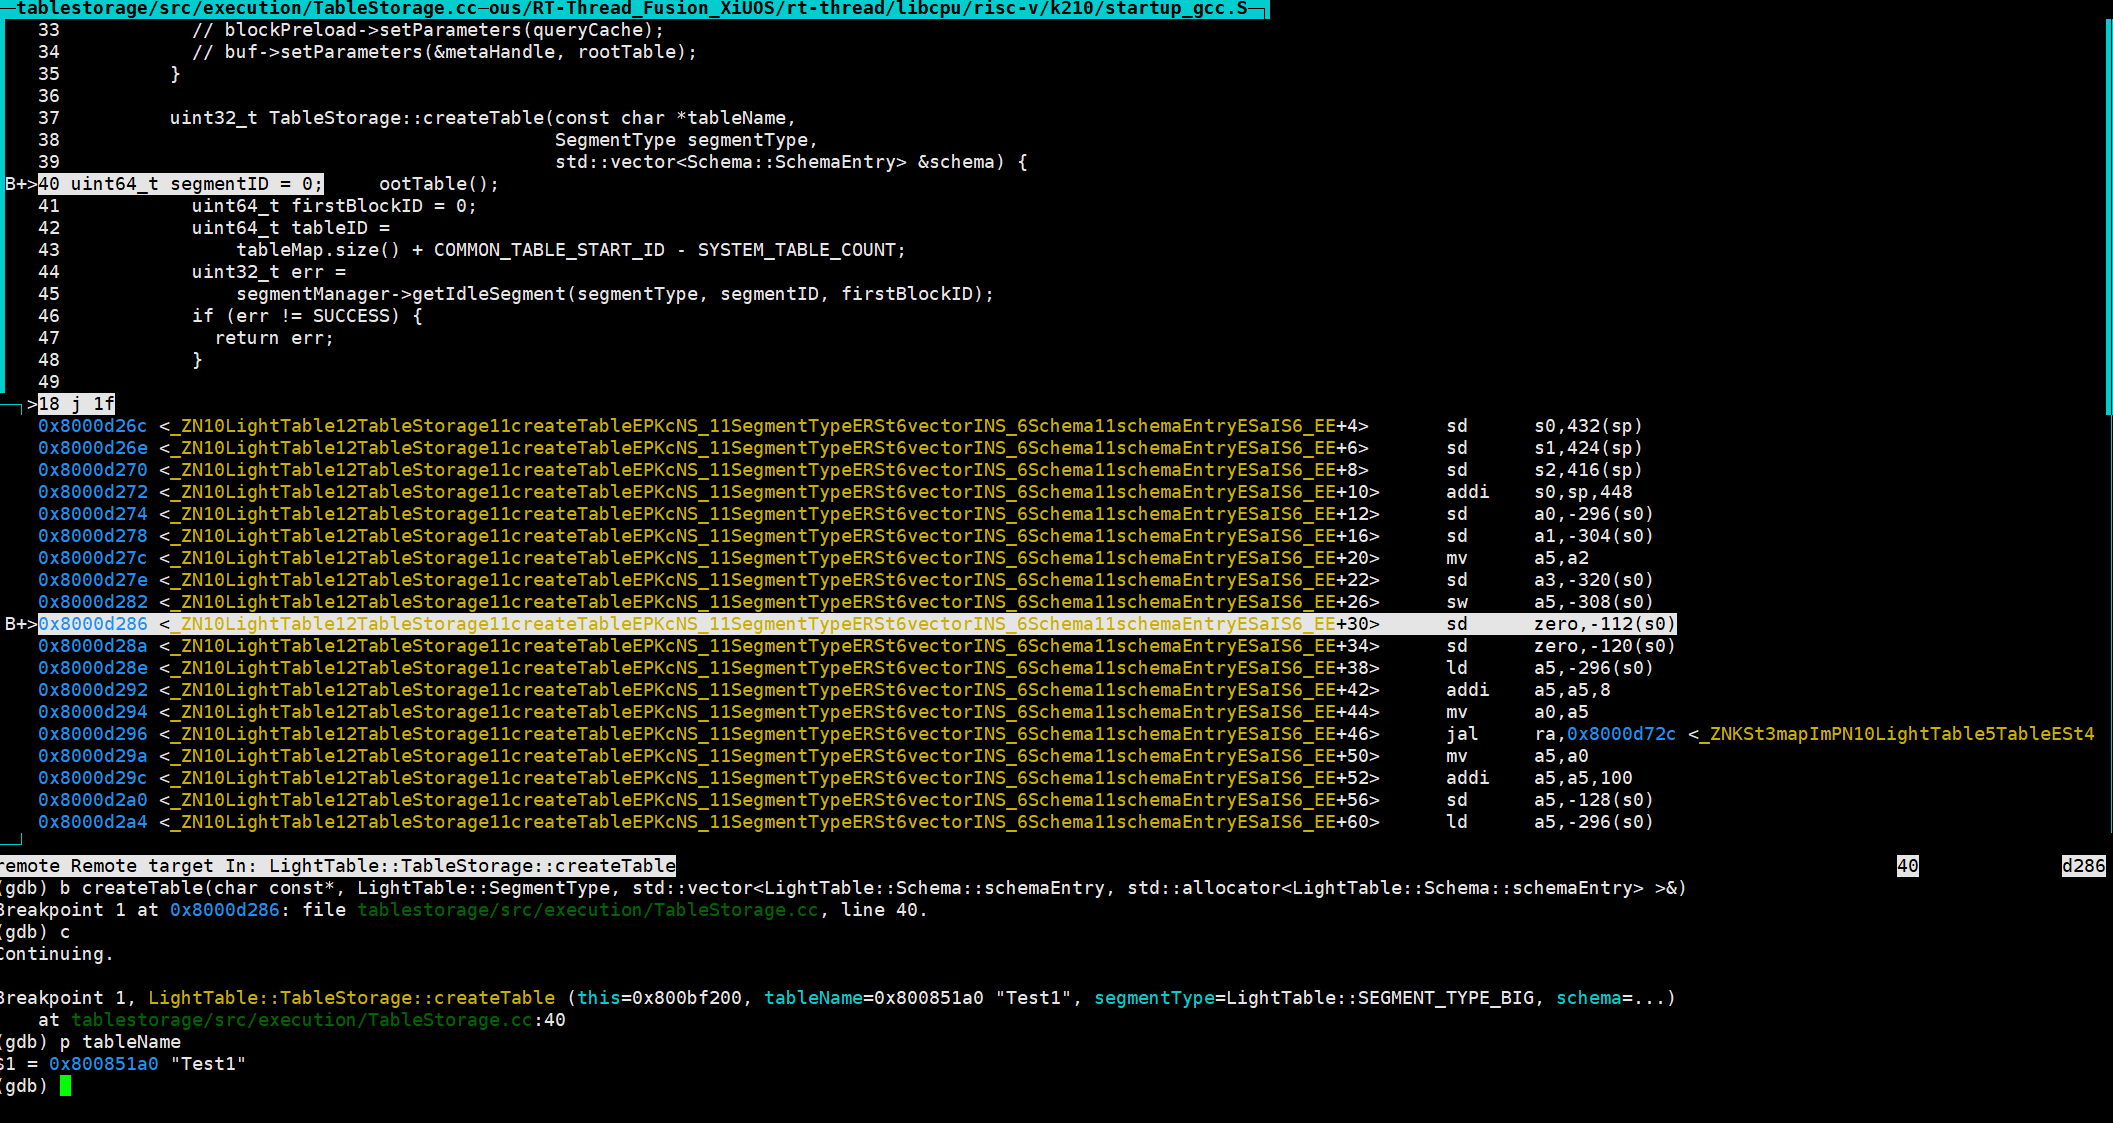 tablestorage/src/execution/TableStorage.cc—ous/RT-Thread_Fusion_XiUOS/rt-thread/libcpu/risc-v/k210/startup_gcc.S
33            // blockPreload->setParameters(queryCache);
34            // buf->setParameters(&metaHandle, rootTable);
35          }
36
37          uint32_t TableStorage::createTable(const char *tableName,
38                                             SegmentType segmentType,
39                                             std::vector<Schema::SchemaEntry> &schema) {
B+>40 uint64_t segmentID = 0;     ootTable();
41            uint64_t firstBlockID = 0;
42            uint64_t tableID =
43                tableMap.size() + COMMON_TABLE_START_ID - SYSTEM_TABLE_COUNT;
44            uint32_t err =
45                segmentManager->getIdleSegment(segmentType, segmentID, firstBlockID);
46            if (err != SUCCESS) {
47              return err;
48            }
49
>18 j 1f
0x8000d26c <_ZN10LightTable12TableStorage11createTableEPKcNS_11SegmentTypeERSt6vectorINS_6Schema11schemaEntryESaIS6_EE+4>       sd      s0,432(sp)
0x8000d26e <_ZN10LightTable12TableStorage11createTableEPKcNS_11SegmentTypeERSt6vectorINS_6Schema11schemaEntryESaIS6_EE+6>       sd      s1,424(sp)
0x8000d270 <_ZN10LightTable12TableStorage11createTableEPKcNS_11SegmentTypeERSt6vectorINS_6Schema11schemaEntryESaIS6_EE+8>       sd      s2,416(sp)
0x8000d272 <_ZN10LightTable12TableStorage11createTableEPKcNS_11SegmentTypeERSt6vectorINS_6Schema11schemaEntryESaIS6_EE+10>      addi    s0,sp,448
0x8000d274 <_ZN10LightTable12TableStorage11createTableEPKcNS_11SegmentTypeERSt6vectorINS_6Schema11schemaEntryESaIS6_EE+12>      sd      a0,-296(s0)
0x8000d278 <_ZN10LightTable12TableStorage11createTableEPKcNS_11SegmentTypeERSt6vectorINS_6Schema11schemaEntryESaIS6_EE+16>      sd      a1,-304(s0)
0x8000d27c <_ZN10LightTable12TableStorage11createTableEPKcNS_11SegmentTypeERSt6vectorINS_6Schema11schemaEntryESaIS6_EE+20>      mv      a5,a2
0x8000d27e <_ZN10LightTable12TableStorage11createTableEPKcNS_11SegmentTypeERSt6vectorINS_6Schema11schemaEntryESaIS6_EE+22>      sd      a3,-320(s0)
0x8000d282 <_ZN10LightTable12TableStorage11createTableEPKcNS_11SegmentTypeERSt6vectorINS_6Schema11schemaEntryESaIS6_EE+26>      sw      a5,-308(s0)
B+>0x8000d286 <_ZN10LightTable12TableStorage11createTableEPKcNS_11SegmentTypeERSt6vectorINS_6Schema11schemaEntryESaIS6_EE+30>      sd      zero,-112(s0)
0x8000d28a <_ZN10LightTable12TableStorage11createTableEPKcNS_11SegmentTypeERSt6vectorINS_6Schema11schemaEntryESaIS6_EE+34>      sd      zero,-120(s0)
0x8000d28e <_ZN10LightTable12TableStorage11createTableEPKcNS_11SegmentTypeERSt6vectorINS_6Schema11schemaEntryESaIS6_EE+38>      ld      a5,-296(s0)
0x8000d292 <_ZN10LightTable12TableStorage11createTableEPKcNS_11SegmentTypeERSt6vectorINS_6Schema11schemaEntryESaIS6_EE+42>      addi    a5,a5,8
0x8000d294 <_ZN10LightTable12TableStorage11createTableEPKcNS_11SegmentTypeERSt6vectorINS_6Schema11schemaEntryESaIS6_EE+44>      mv      a0,a5
0x8000d296 <_ZN10LightTable12TableStorage11createTableEPKcNS_11SegmentTypeERSt6vectorINS_6Schema11schemaEntryESaIS6_EE+46>      jal     ra,0x8000d72c <_ZNKSt3mapImPN10LightTable5TableESt4
0x8000d29a <_ZN10LightTable12TableStorage11createTableEPKcNS_11SegmentTypeERSt6vectorINS_6Schema11schemaEntryESaIS6_EE+50>      mv      a5,a0
0x8000d29c <_ZN10LightTable12TableStorage11createTableEPKcNS_11SegmentTypeERSt6vectorINS_6Schema11schemaEntryESaIS6_EE+52>      addi    a5,a5,100
0x8000d2a0 <_ZN10LightTable12TableStorage11createTableEPKcNS_11SegmentTypeERSt6vectorINS_6Schema11schemaEntryESaIS6_EE+56>      sd      a5,-128(s0)
0x8000d2a4 <_ZN10LightTable12TableStorage11createTableEPKcNS_11SegmentTypeERSt6vectorINS_6Schema11schemaEntryESaIS6_EE+60>      ld      a5,-296(s0)
remote Remote target In: LightTable::TableStorage::createTable     40     d286
(gdb) b createTable(char const*, LightTable::SegmentType, std::vector<LightTable::Schema::schemaEntry, std::allocator<LightTable::Schema::schemaEntry> >&)
Breakpoint 1 at 0x8000d286: file tablestorage/src/execution/TableStorage.cc, line 40.
(gdb) c
Continuing.
Breakpoint 1, LightTable::TableStorage::createTable (this=0x800bf200, tableName=0x800851a0 "Test1", segmentType=LightTable::SEGMENT_TYPE_BIG, schema=...)
at tablestorage/src/execution/TableStorage.cc:40
(gdb) p tableName
$1 = 0x800851a0 "Test1"
(gdb)